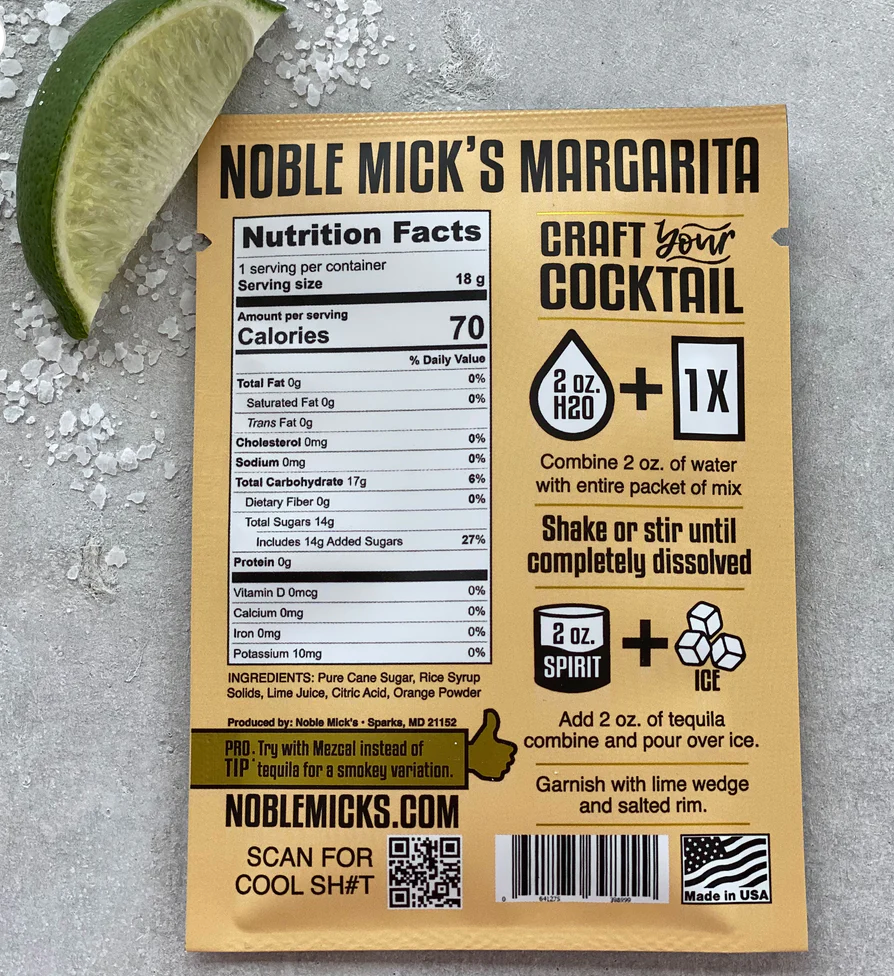 NOBLE MICK'S MARGARITA
Nutrition Facts
1 serving per container
Serving size 18 g
Amount per serving
Calories 70
% Daily Value
Total Fat 0g 0%
Saturated Fat 0g 0%
Trans Fat 0g
Cholesterol 0mg 0%
Sodium 0mg 0%
Total Carbohydrate 17g 6%
Dietary Fiber 0g 0%
Total Sugars 14g
Includes 14g Added Sugars 27%
Protein 0g
Vitamin D 0mcg 0%
Calcium 0mg 0%
Iron 0mg 0%
Potassium 10mg 0%
INGREDIENTS: Pure Cane Sugar, Rice Syrup
Solids, Lime Juice, Citric Acid, Orange Powder
Produced by: Noble Mick's • Sparks, MD 21152
PRO TIP: Try with Mezcal instead of
tequila for a smokey variation.
NOBLEMICKS.COM
SCAN FOR
COOL SH#T
CRAFT your
COCKTAIL
2 oz.
H2O
+
1X
Combine 2 oz. of water
with entire packet of mix
Shake or stir until
completely dissolved
2 oz.
SPIRIT
+
ICE
Add 2 oz. of tequila
combine and pour over ice.
Garnish with lime wedge
and salted rim.
0 641275
Made in USA